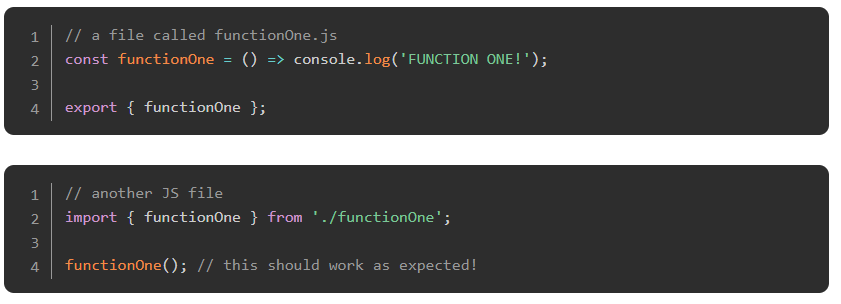 1 // a file called functionOne.js
2 const functionOne = () => console.log('FUNCTION ONE!');
3
4 export { functionOne };
1 // another JS file
2 import { functionOne } from './functionOne';
3
4 functionOne(); // this should work as expected!